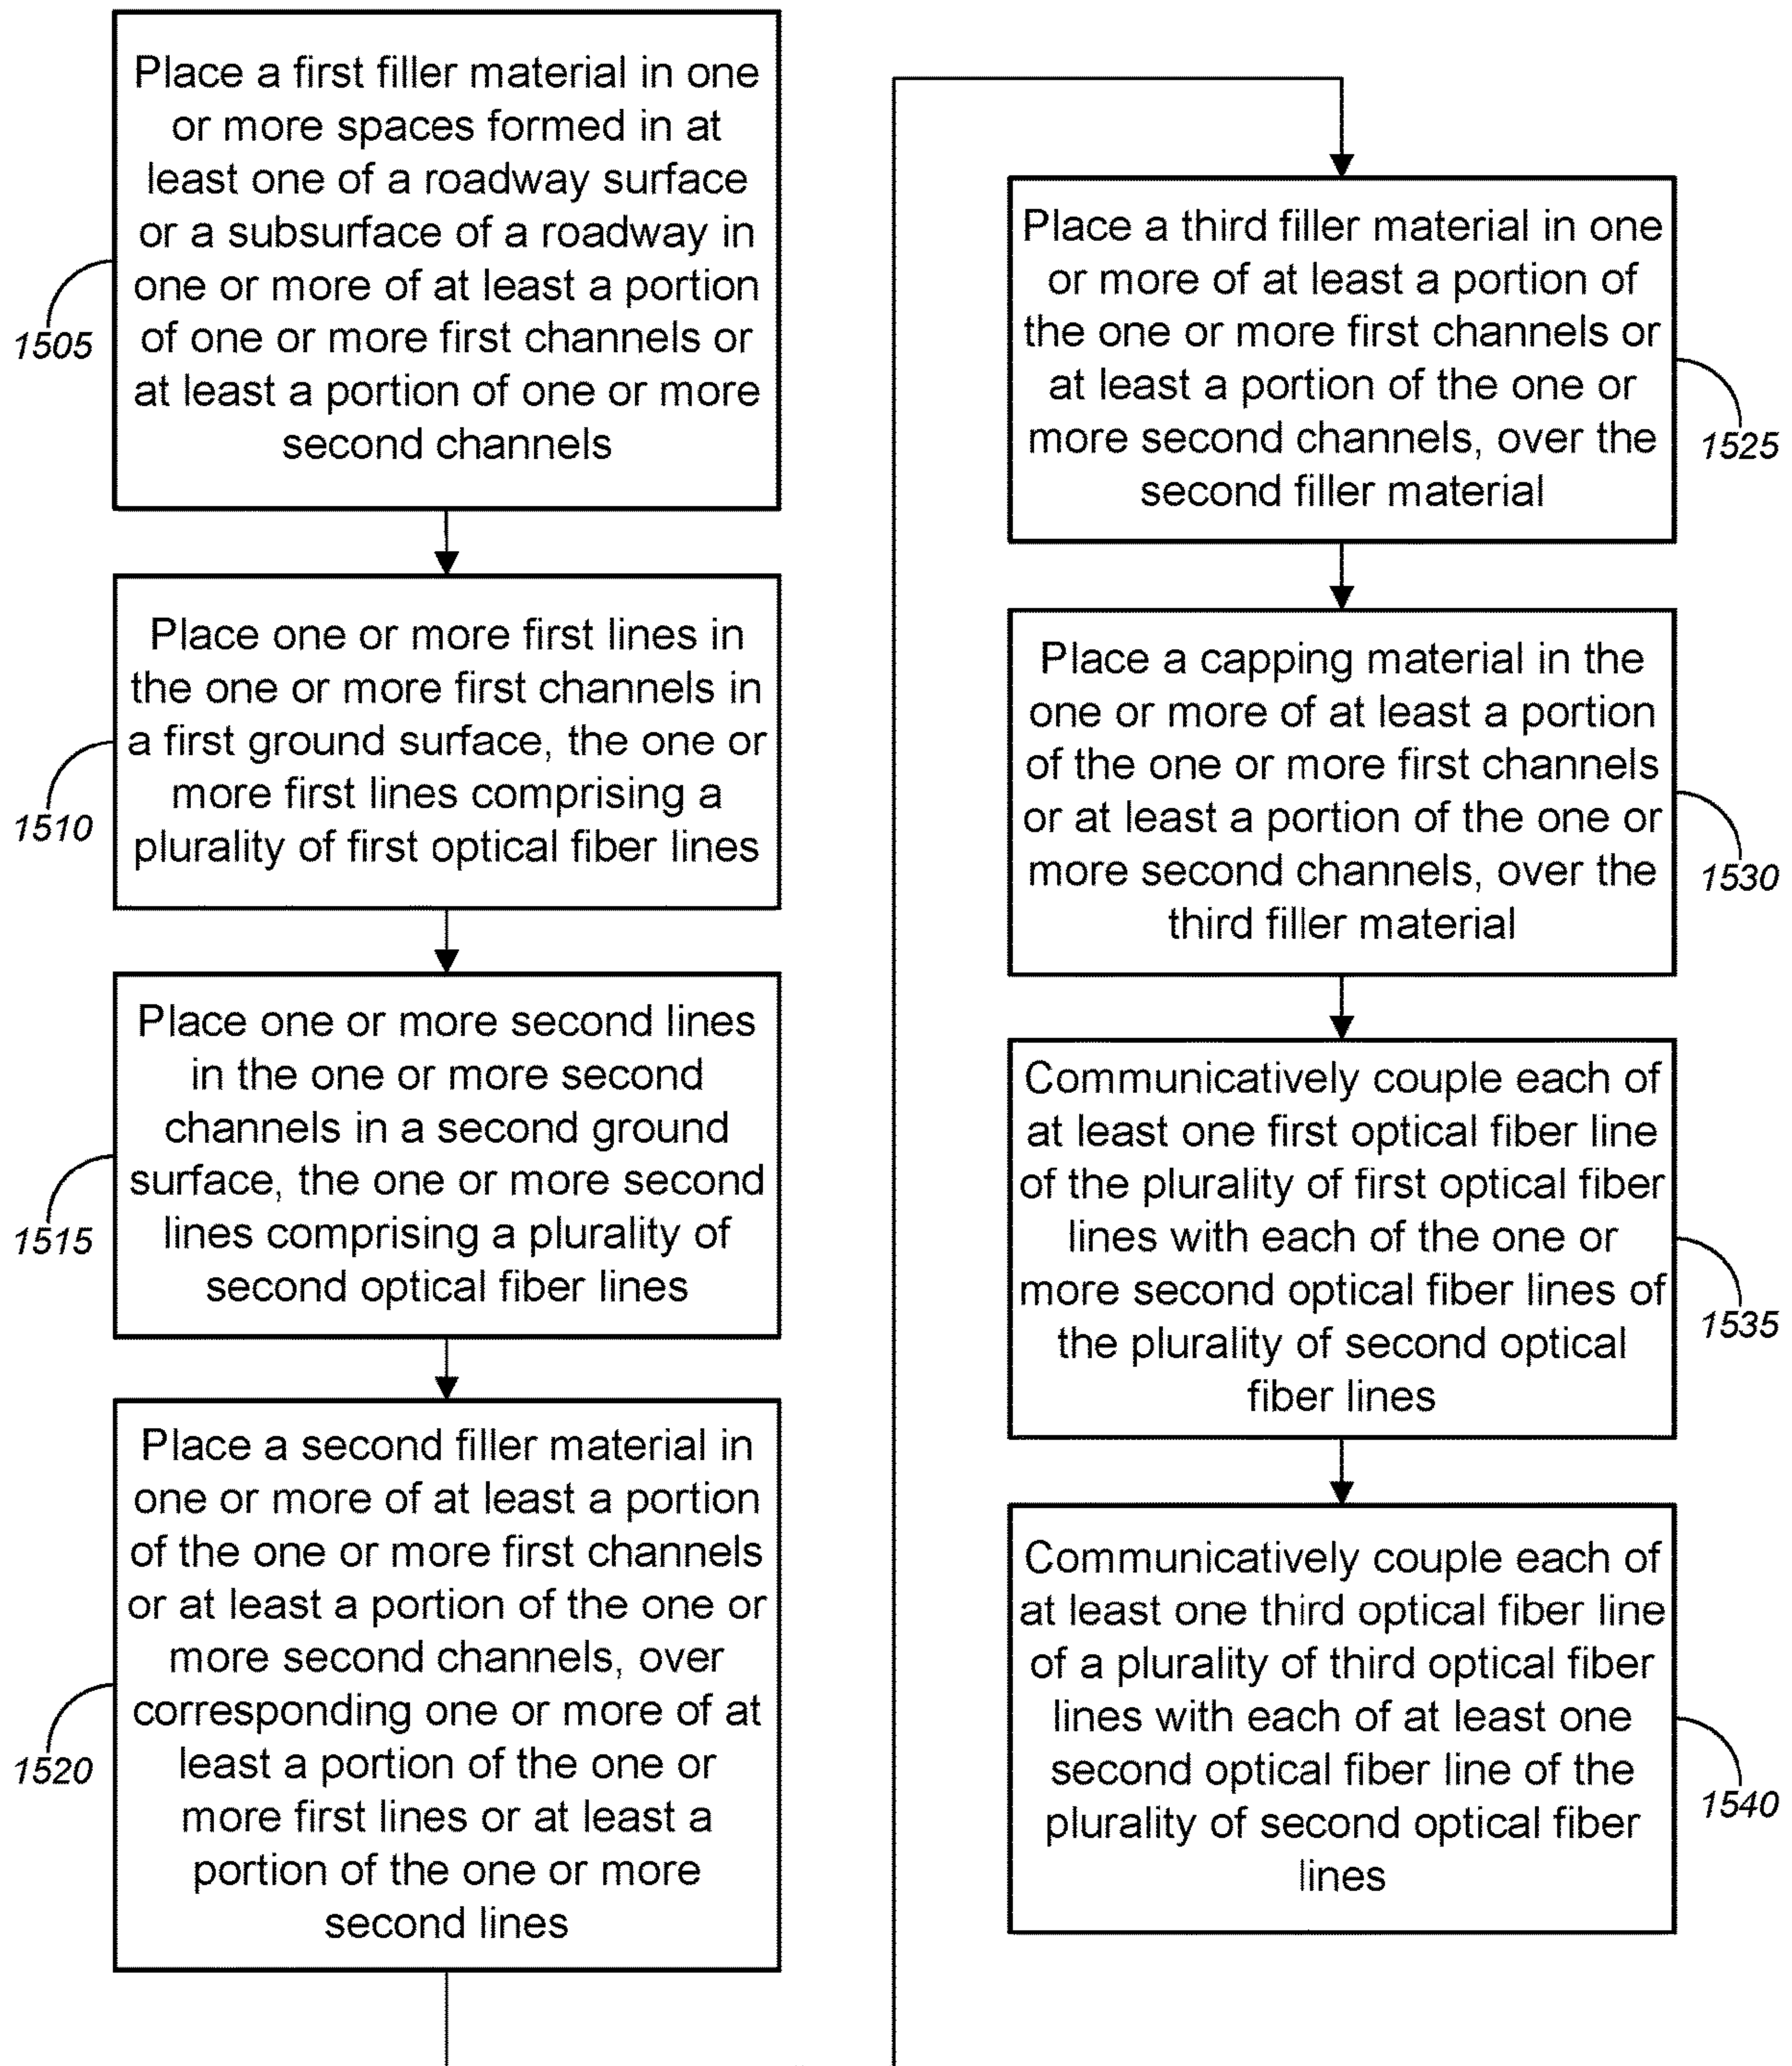 Place a first filler material in one
or more spaces formed in at
least one of a roadway surface
or a subsurface of a roadway in
one or more of at least a portion
of one or more first channels or
at least a portion of one or more
second channels
1505
Place one or more first lines in
the one or more first channels in
a first ground surface, the one or
more first lines comprising a
plurality of first optical fiber lines
1510
Place one or more second lines
in the one or more second
channels in a second ground
surface, the one or more second
lines comprising a plurality of
second optical fiber lines
1515
Place a second filler material in
one or more of at least a portion
of the one or more first channels
or at least a portion of the one or
more second channels, over
corresponding one or more of at
least a portion of the one or
more first lines or at least a
portion of the one or more
second lines
1520
Place a third filler material in one
or more of at least a portion of
the one or more first channels or
at least a portion of the one or
more second channels, over the
second filler material
1525
Place a capping material in the
one or more of at least a portion
of the one or more first channels
or at least a portion of the one or
more second channels, over the
third filler material
1530
Communicatively couple each of
at least one first optical fiber line
of the plurality of first optical fiber
lines with each of the one or
more second optical fiber lines of
the plurality of second optical
fiber lines
1535
Communicatively couple each of
at least one third optical fiber line
of a plurality of third optical fiber
lines with each of at least one
second optical fiber line of the
plurality of second optical fiber
lines
1540